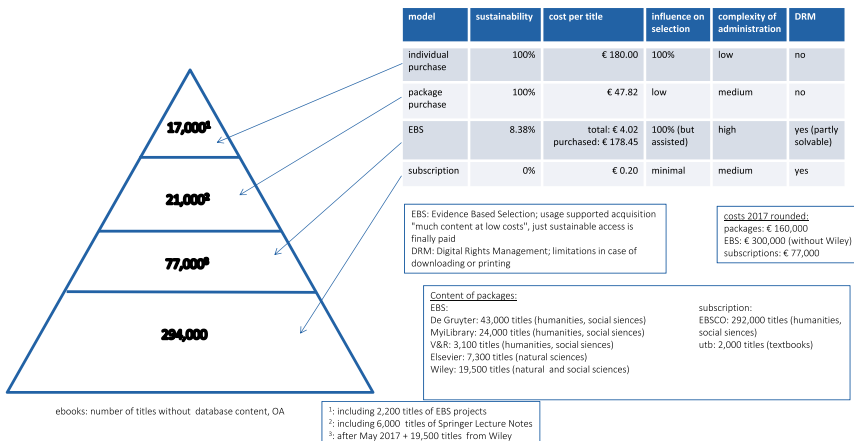 model sustainability cost per title influence on selection complexity of administration DRM
individual purchase 100% € 180.00 100% low no
package purchase 100% € 47.82 low medium no
EBS 8.38% total: € 4.02 purchased: € 178.45 100% (but assisted) high yes (partly solvable)
subscription 0% € 0.20 minimal medium yes
17,000¹
21,000²
77,000³
294,000
EBS: Evidence Based Selection; usage supported acquisition
"much content at low costs", just sustainable access is
finally paid
DRM: Digital Rights Management; limitations in case of
downloading or printing
costs 2017 rounded:
packages: € 160,000
EBS: € 300,000 (without Wiley)
subscriptions: € 77,000
Content of packages:
EBS:
De Gruyter: 43,000 titles (humanities, social siences)
MyiLibrary: 24,000 titles (humanities, social siences)
V&R: 3,100 titles (humanities, social siences)
Elsevier: 7,300 titles (natural sciences)
Wiley: 19,500 titles (natural and social sciences)
subscription:
EBSCO: 292,000 titles (humanities,
social siences)
utb: 2,000 titles (textbooks)
ebooks: number of titles without database content, OA
¹: including 2,200 titles of EBS projects
²: including 6,000 titles of Springer Lecture Notes
³: after May 2017 + 19,500 titles from Wiley